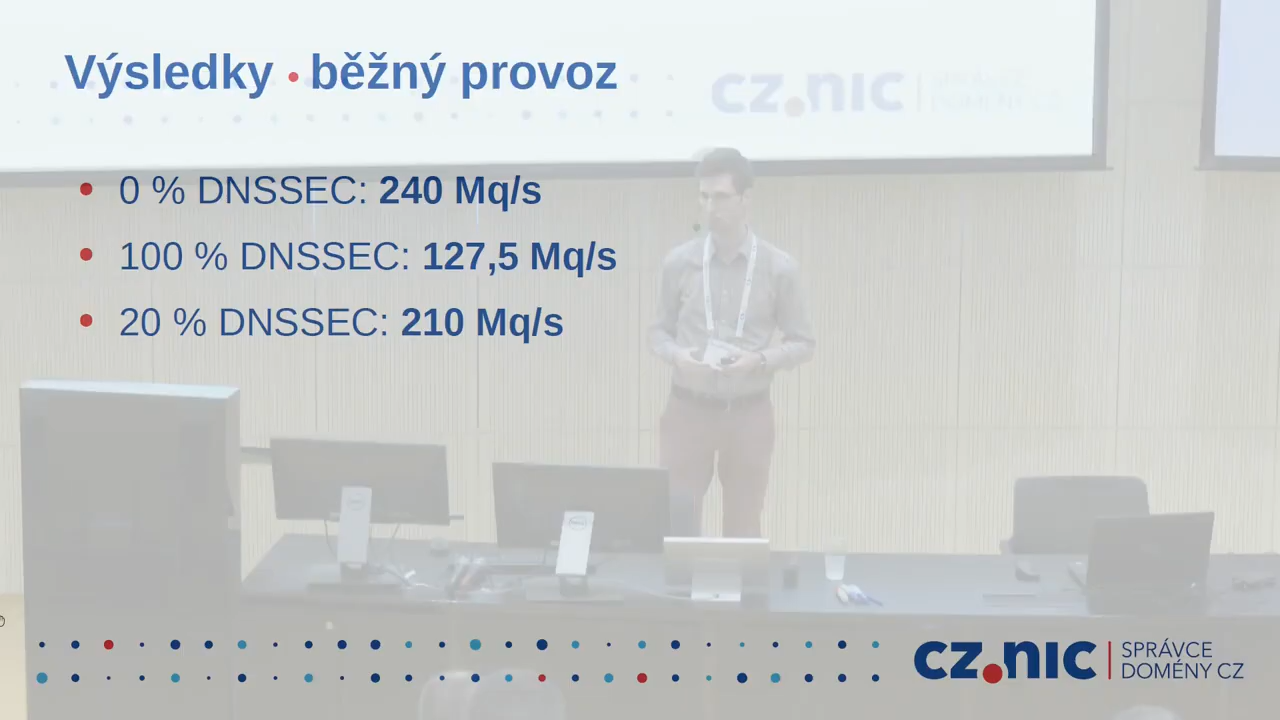 Výsledky • běžný provoz
• 0 % DNSSEC: 240 Mq/s
• 100 % DNSSEC: 127,5 Mq/s
• 20 % DNSSEC: 210 Mq/s
CZ.NIC | SPRÁVCE
DOMÉNY CZ